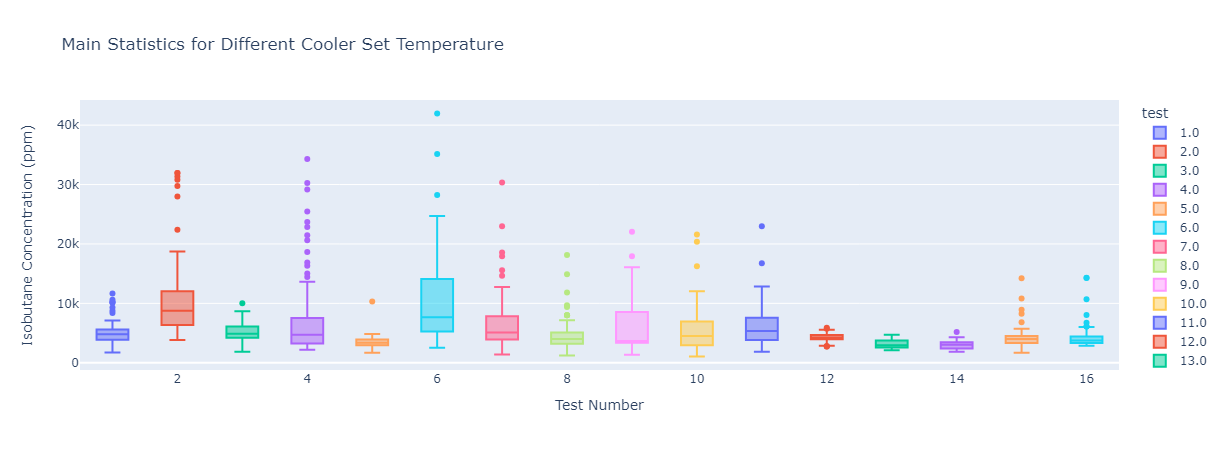 Main Statistics for Different Cooler Set Temperature
Isobutane Concentration (ppm)
40k
30k
20k
10k
0
2
4
6
8
10
12
14
16
Test Number
test
1.0
2.0
3.0
4.0
5.0
6.0
7.0
8.0
9.0
10.0
11.0
12.0
13.0